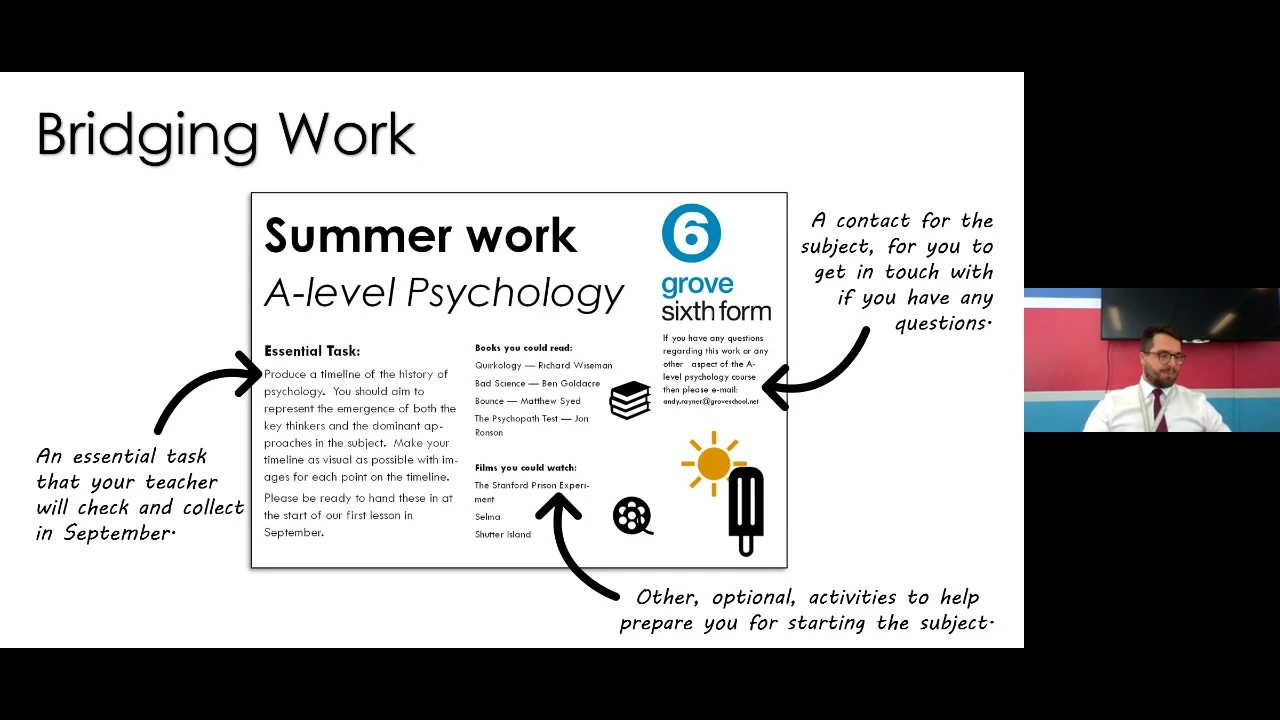 Bridging Work
Summer work
A-level Psychology
6
grove
sixth form
Essential Task:
Produce a timeline of the history of
psychology. You should aim to
represent the emergence of both the
key thinkers and the dominant ap-
proaches in the subject. Make your
timeline as visual as possible with im-
ages for each point on the timeline.
Please be ready to hand these in at
the start of our first lesson in
September.
Books you could read:
Quirkology — Richard Wiseman
Bad Science — Ben Goldacre
Bounce — Matthew Syed
The Psychopath Test — Jon
Ronson
Films you could watch:
The Stanford Prison Experi-
ment
Selma
Shutter Island
If you have any questions
regarding this work or any
other aspect of the A-
level psychology course
then please e-mail:
andy.rayner@groveschool.net
A contact for the
subject, for you to
get in touch with
if you have any
questions.
An essential task
that your teacher
will check and collect
in September.
Other, optional, activities to help
prepare you for starting the subject.